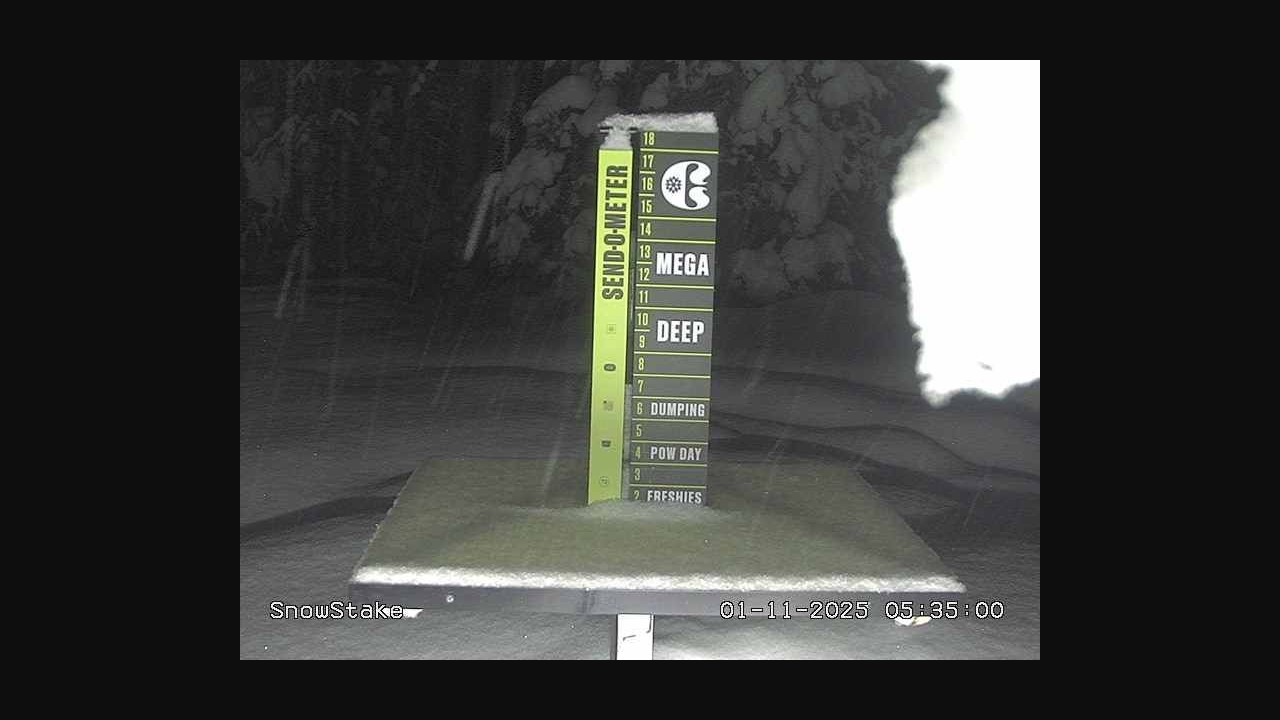 18
17
16
15
14
13
12
MEGA
11
10
9
DEEP
8
7
6 DUMPING
5
4 POW DAY
3
2 FRESHIES
SEND-O-METER
SnowStake
01-11-2025 05:35:00